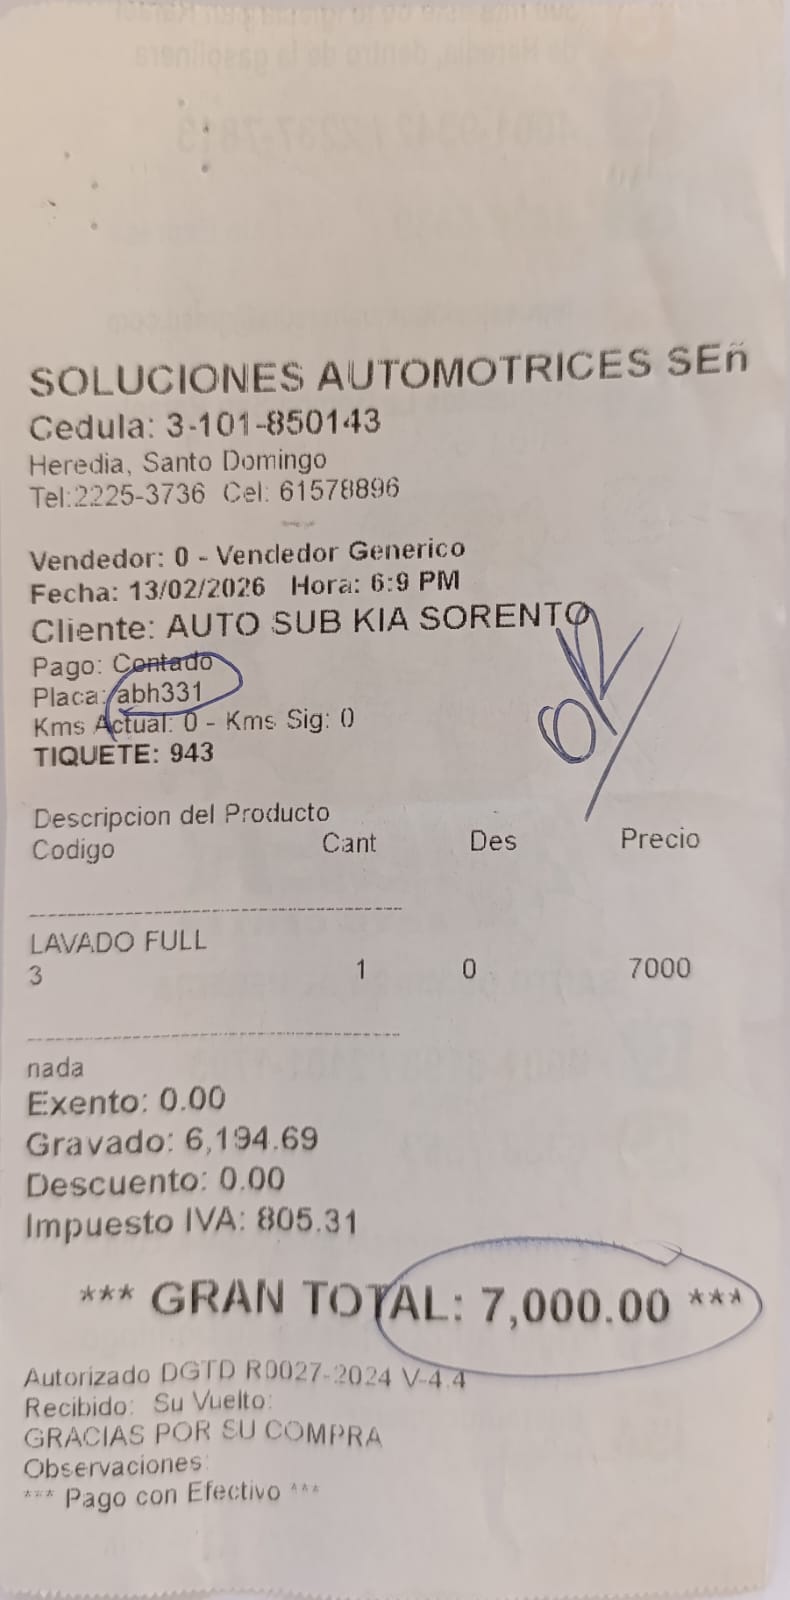 SOLUCIONES AUTOMOTRICES SEñ
Cedula: 3-101-850143
Heredia, Santo Domingo
Tel:2225-3736 Cel: 61578896
Vendedor: 0 - Vendedor Generico
Fecha: 13/02/2026 Hora: 6:9 PM
Cliente: AUTO SUB KIA SORENTO
Pago: Contado
Placa: abh331
Kms Actual: 0 - Kms Sig: 0
TIQUETE: 943
OK
Descripcion del Producto
Codigo Cant Des Precio
LAVADO FULL
3 1 0 7000
nada
Exento: 0.00
Gravado: 6,194.69
Descuento: 0.00
Impuesto IVA: 805.31
*** GRAN TOTAL: 7,000.00 ***
Autorizado DGTD R0027-2024 V-4.4
Recibido: Su Vuelto:
GRACIAS POR SU COMPRA
Observaciones:
*** Pago con Efectivo ***